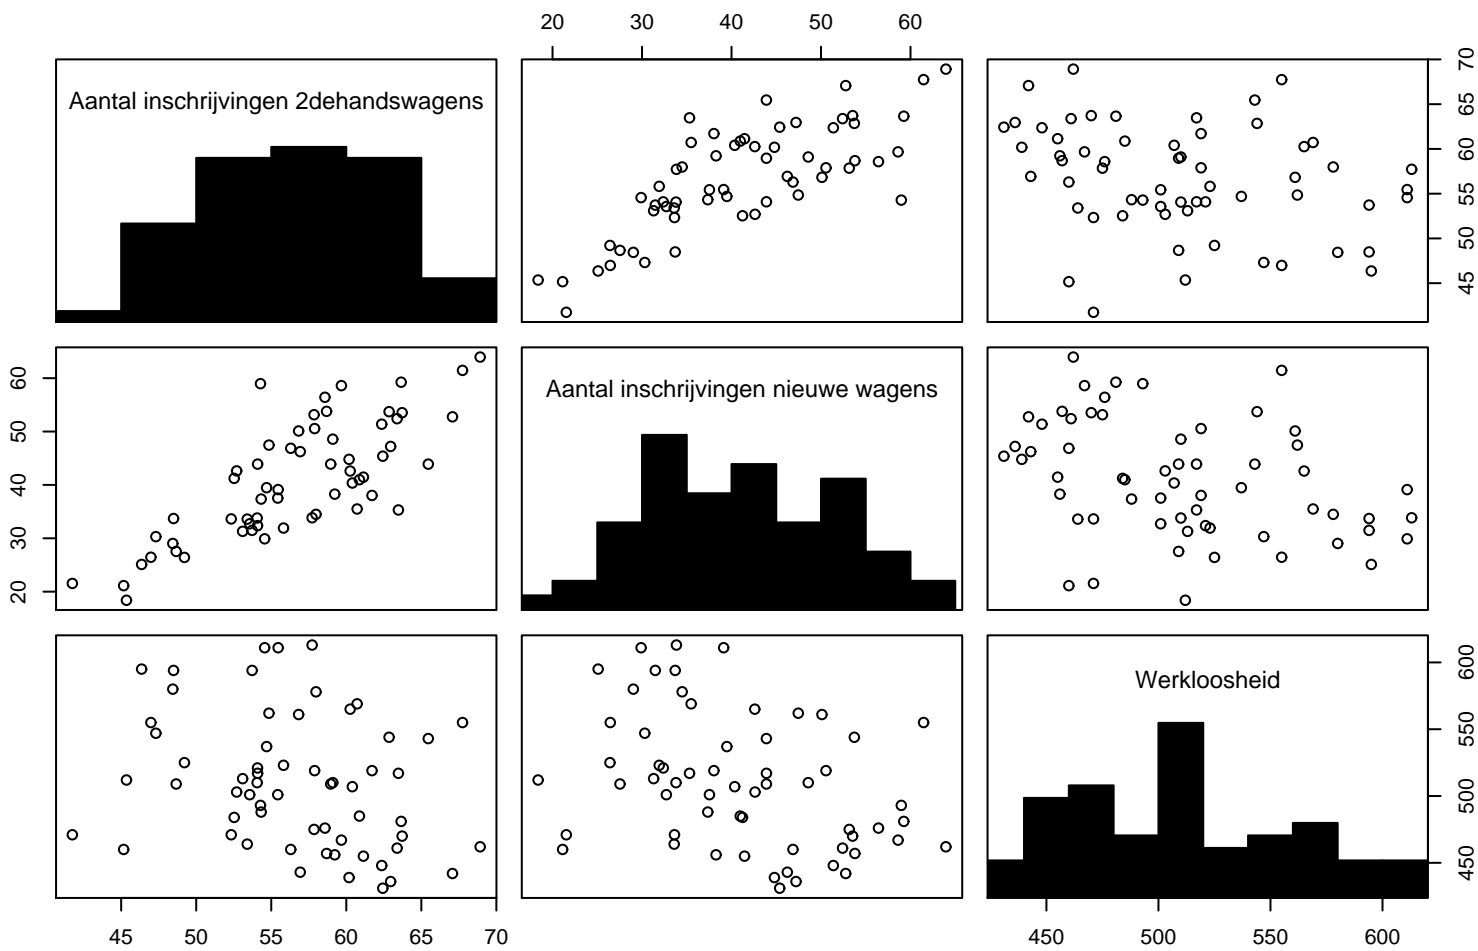 20 30 40 50 60
Aantal inschrijvingen 2dehandswagens
45 50 55 60 65 70
20 30 40 50 60
Aantal inschrijvingen nieuwe wagens
Werkloosheid
450 500 550 600
45 50 55 60 65 70
450 500 550 600